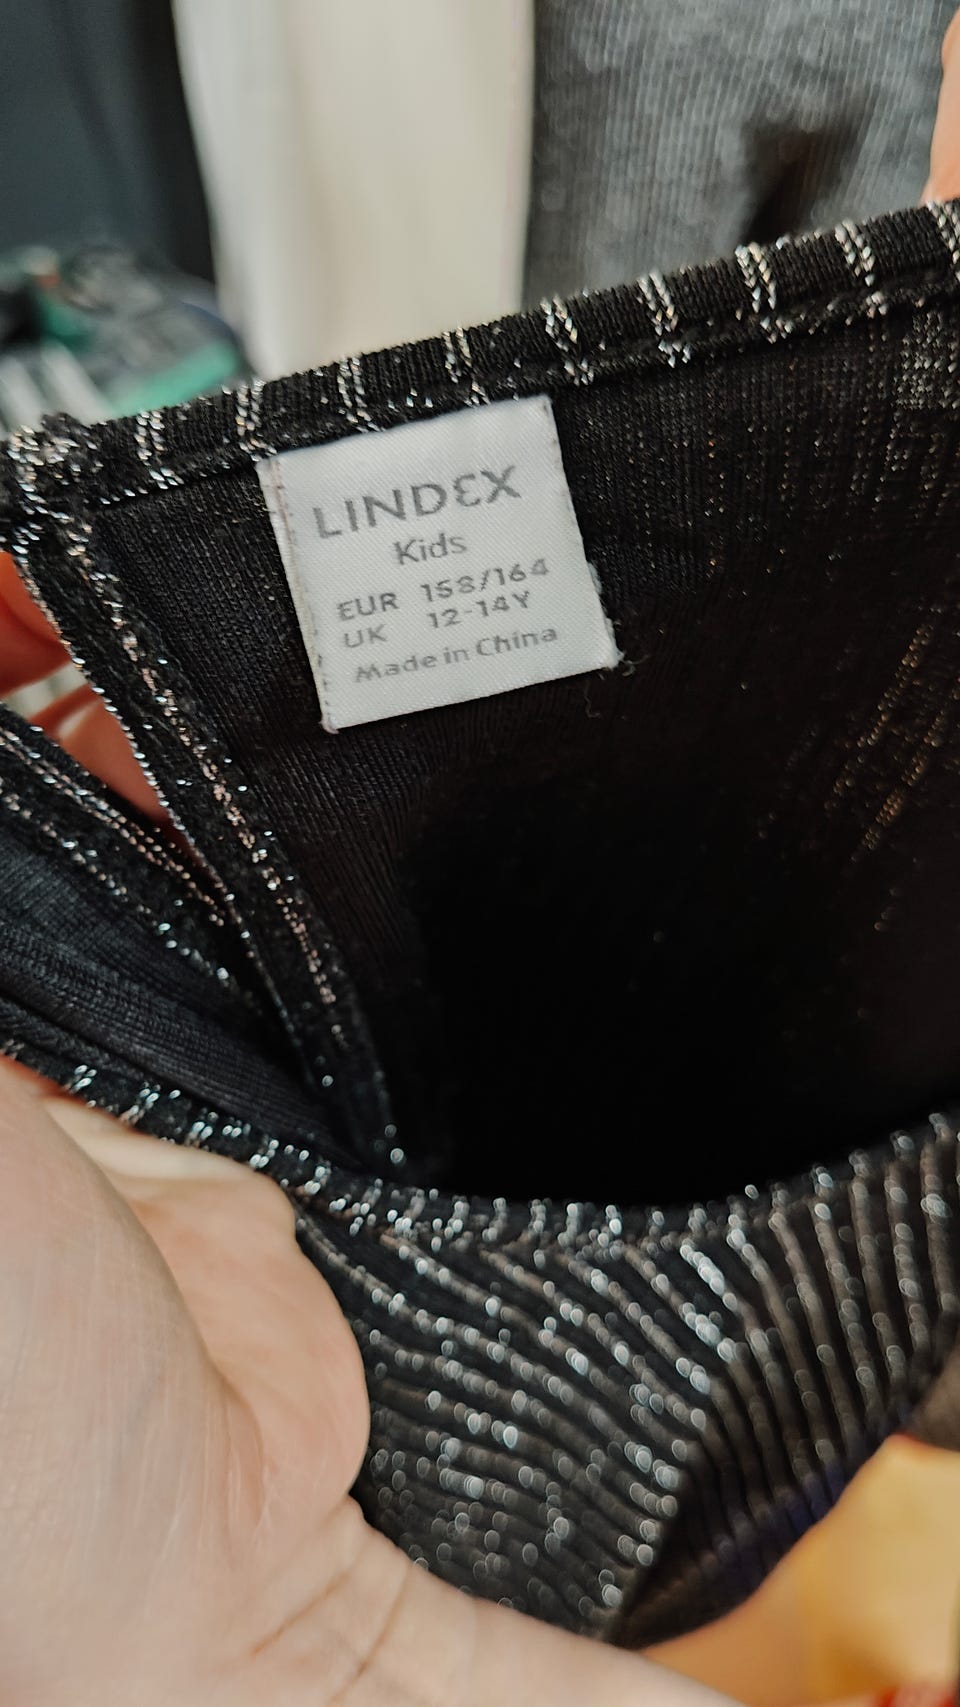 LINDEX
Kids
EUR 158/164
UK 12-14Y
Made in China